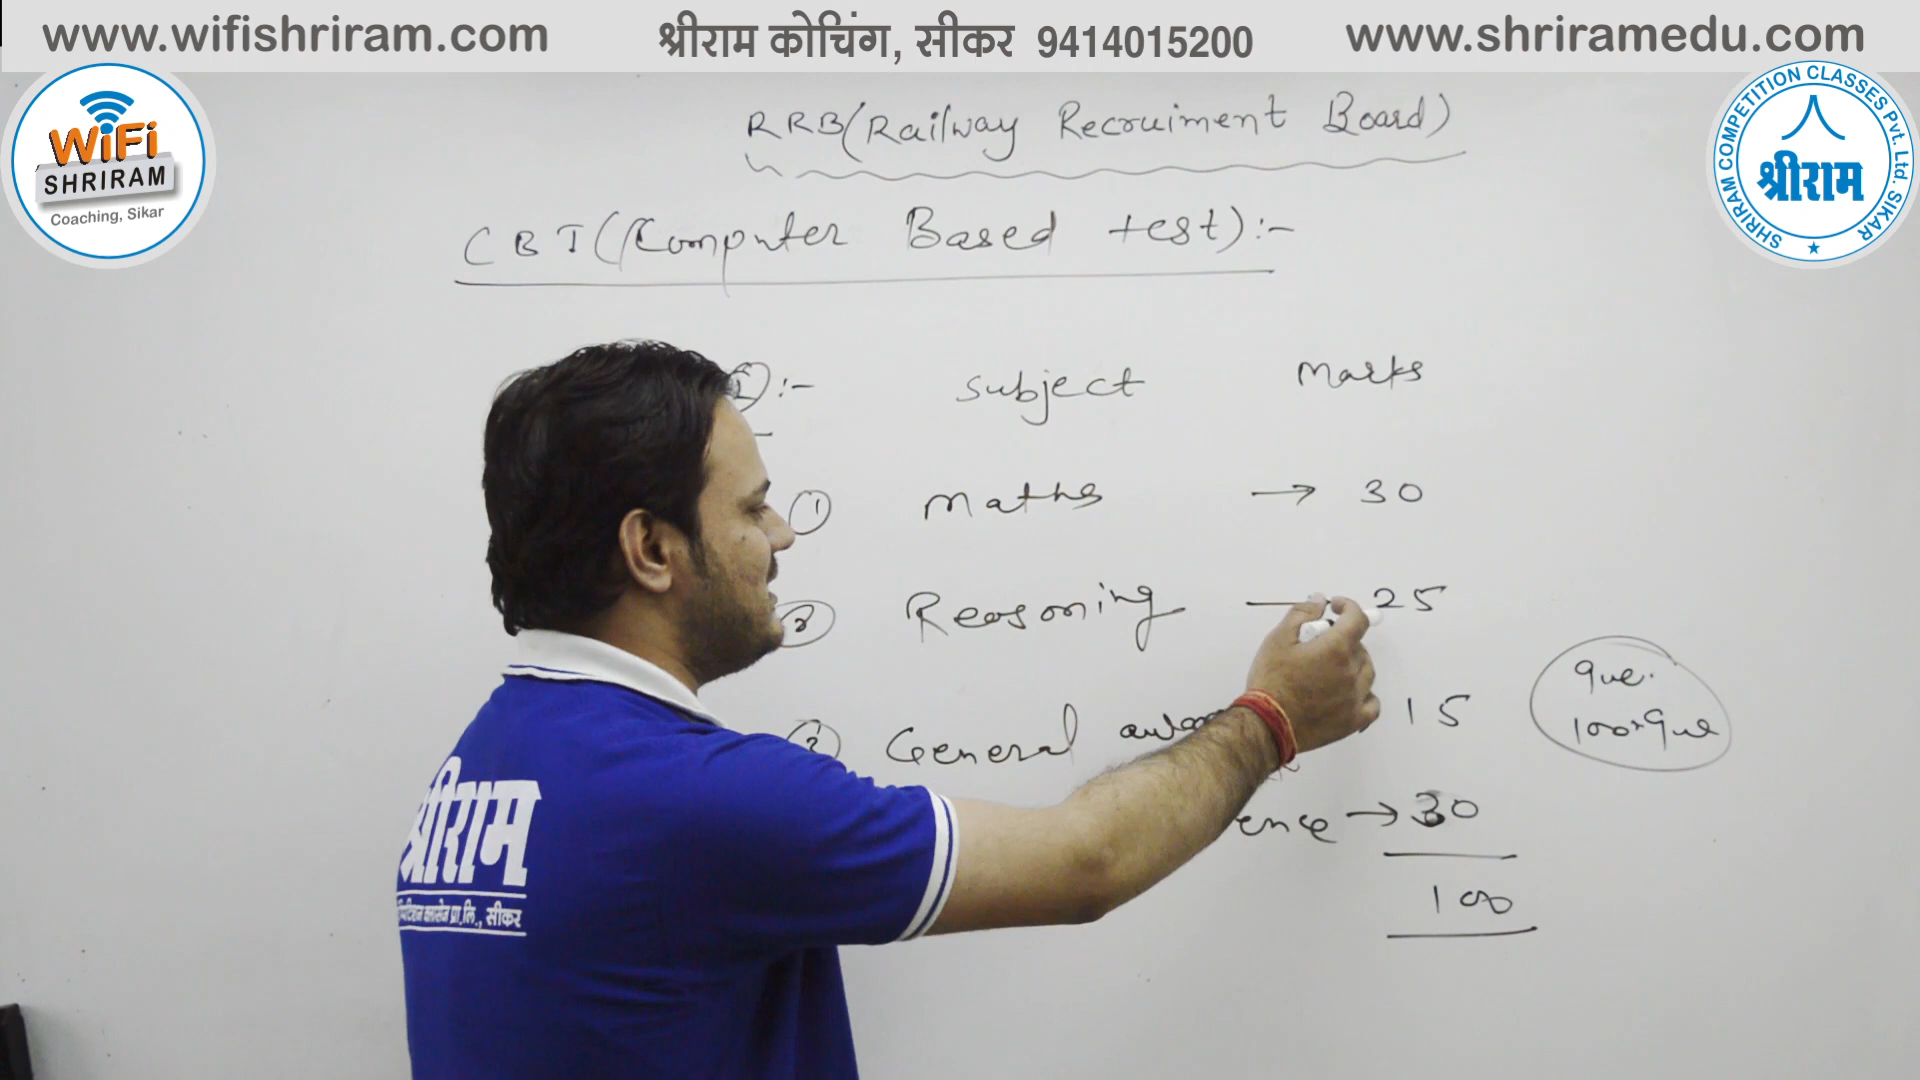 www.wifishriram.com
श्रीराम कोचिंग, सीकर 9414015200
www.shriramedu.com
WiFi
SHRIRAM
Coaching, Sikar
SHRIRAM COMPETITION CLASSES Pvt. Ltd. SIKAR
श्रीराम
RRB(Railway Recruiment Board)
CBT(Computer Based test):-
:- subject Marks
① Maths → 30
② Reasoning 25
General 15
ence → 30
100
que.
100 que
श्रीराम
क्लासेज प्रा.लि., सीकर